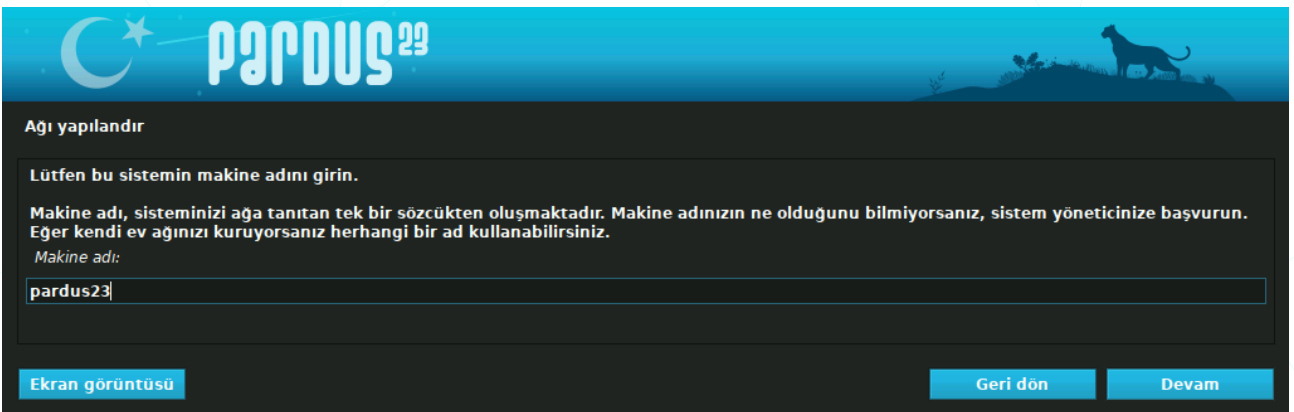 pardus 23
Ağı yapılandır
Lütfen bu sistemin makine adını girin.
Makine adı, sisteminizi ağa tanıtan tek bir sözcükten oluşmaktadır. Makine adınızın ne olduğunu bilmiyorsanız, sistem yöneticinize başvurun.
Eğer kendi ev ağınızı kuruyorsanız herhangi bir ad kullanabilirsiniz.
Makine adı:
pardus23
Ekran görüntüsü
Geri dön
Devam